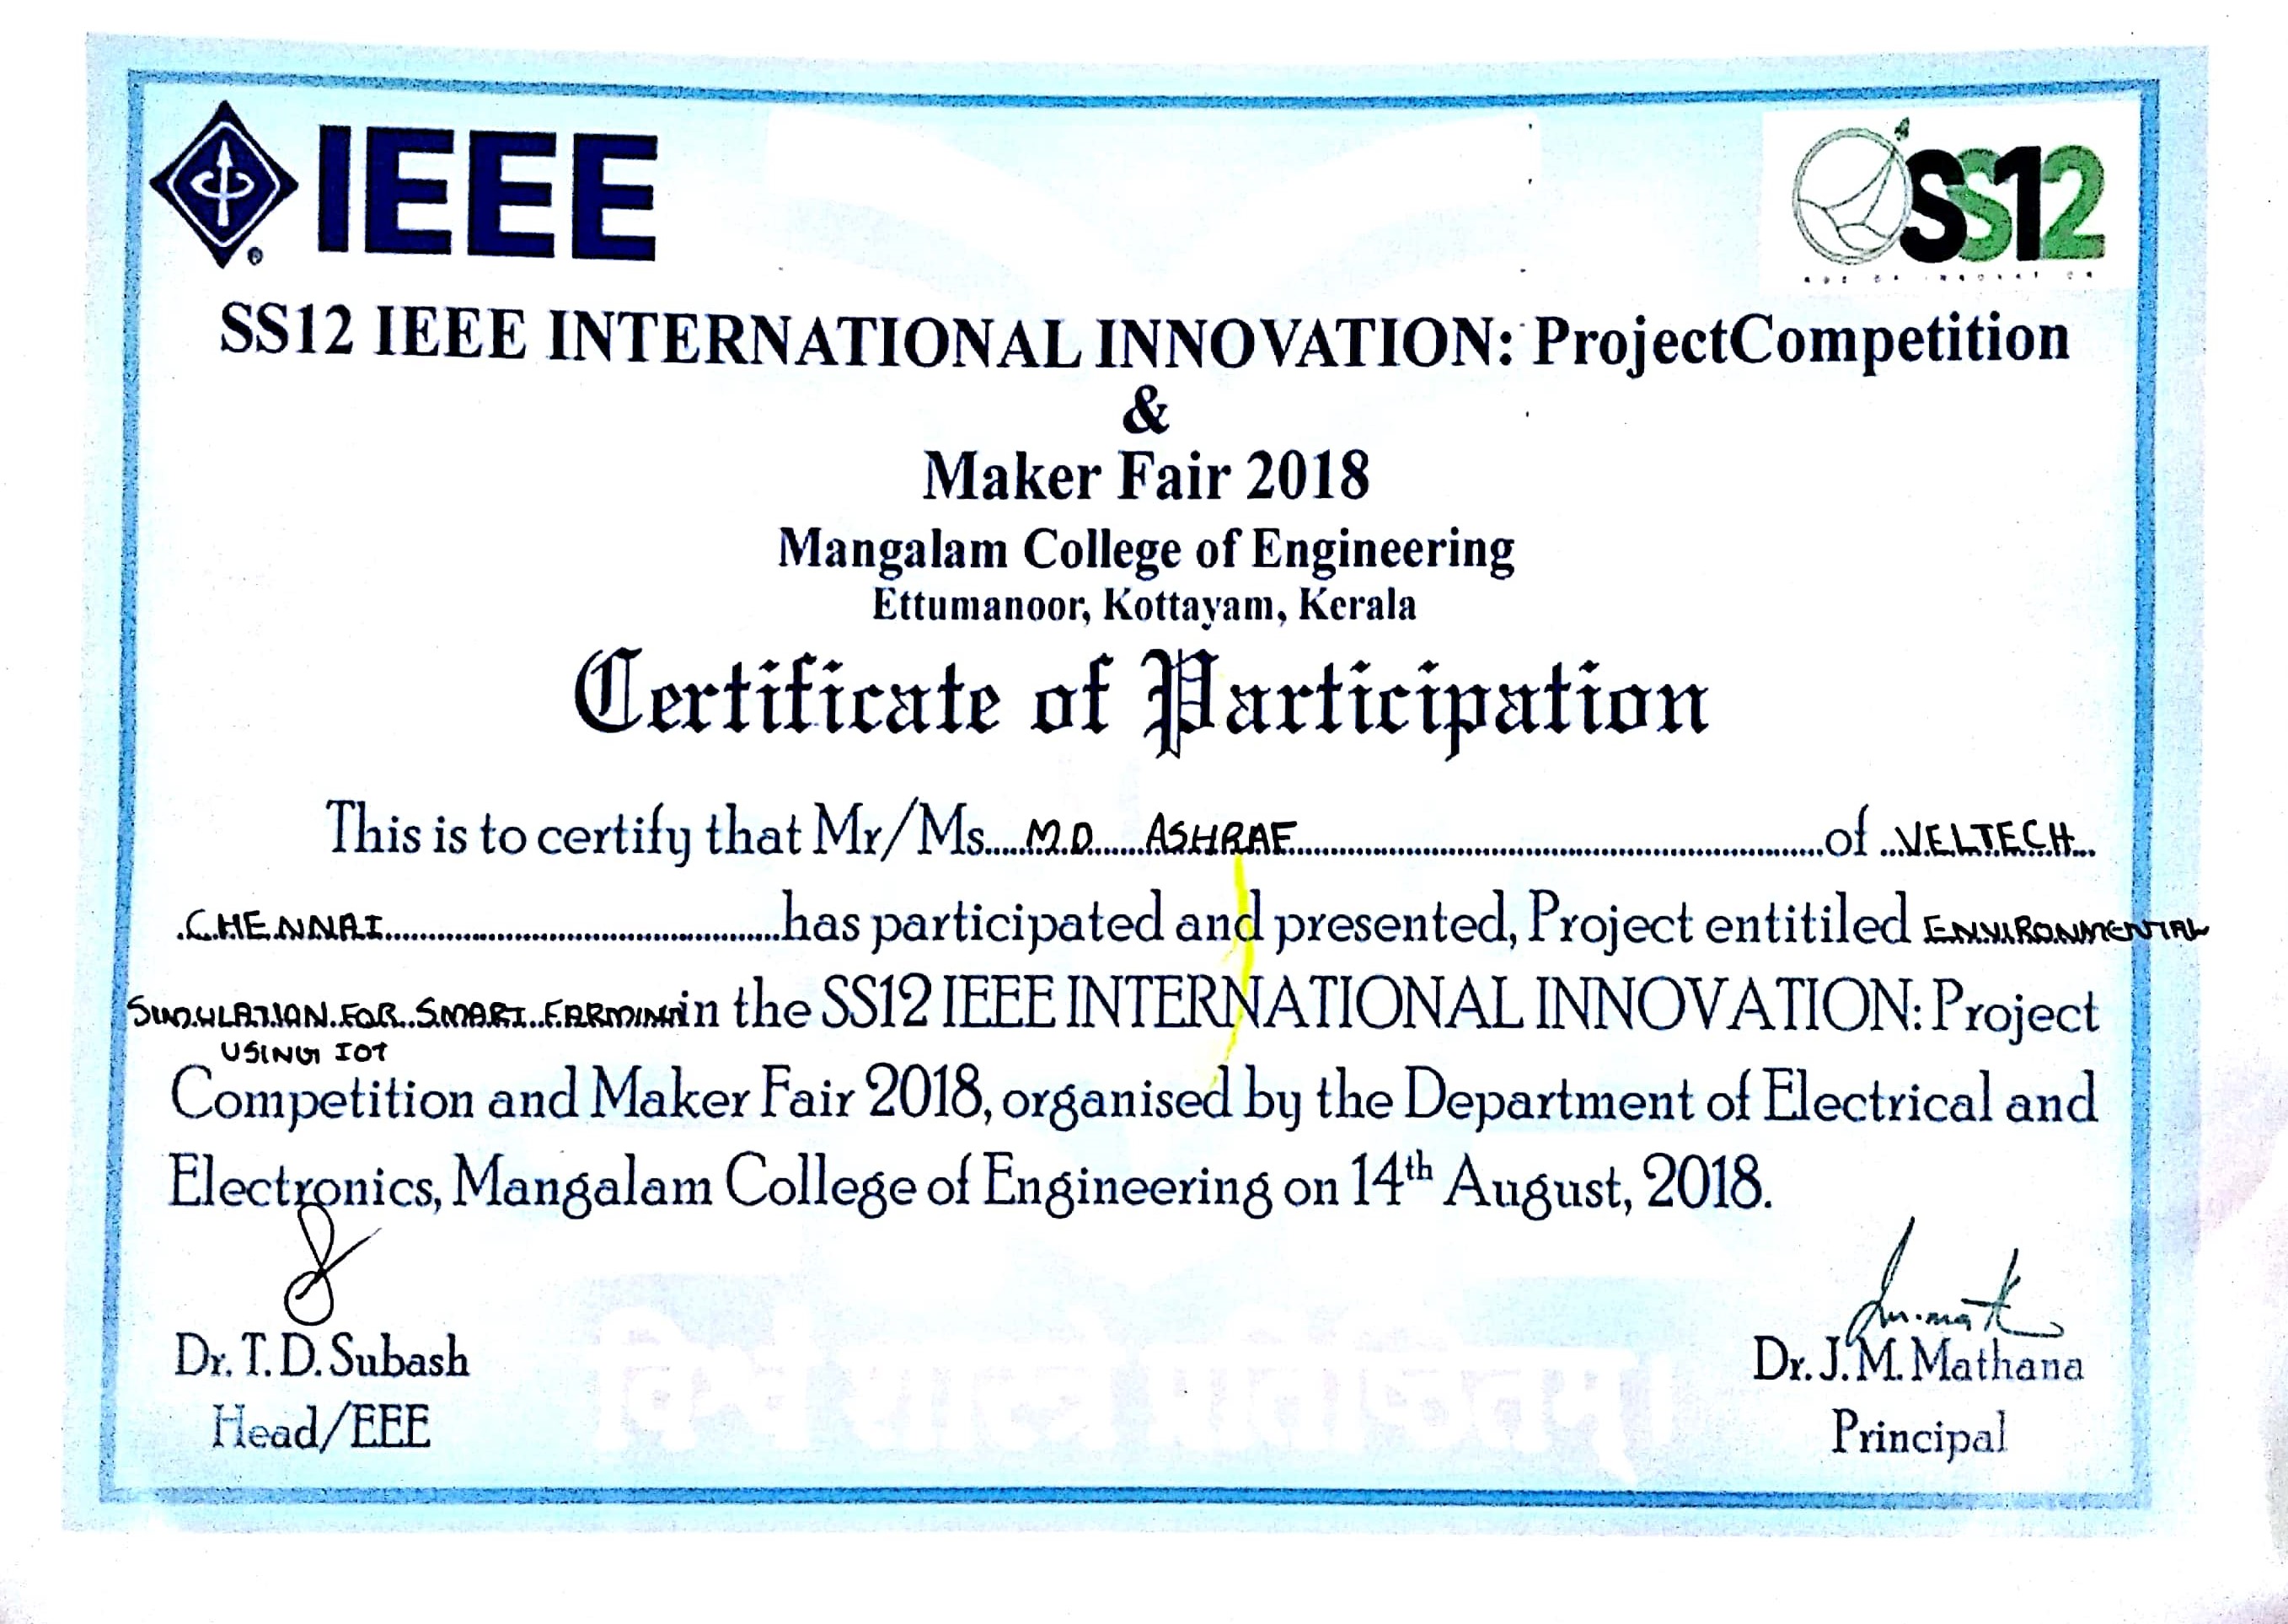 IEEE
SS12
SS12 IEEE INTERNATIONAL INNOVATION: ProjectCompetition
&
Maker Fair 2018
Mangalam College of Engineering
Ettumanoor, Kottayam, Kerala
Certificate of Participation
This is to certify that Mr/Ms.....M.D.....ASHRAF..........of ...VELTECH...
.CHENNAI..........has participated and presented, Project entitiled ENVIRONMENTAL
SIMULATION FOR SMART FARMING in the SS12 IEEE INTERNATIONAL INNOVATION: Project
USING IOT
Competition and Maker Fair 2018, organised by the Department of Electrical and
Electronics, Mangalam College of Engineering on 14th August, 2018.
Dr. T. D. Subash
Head/EEE
Dr. J. M. Mathana
Principal